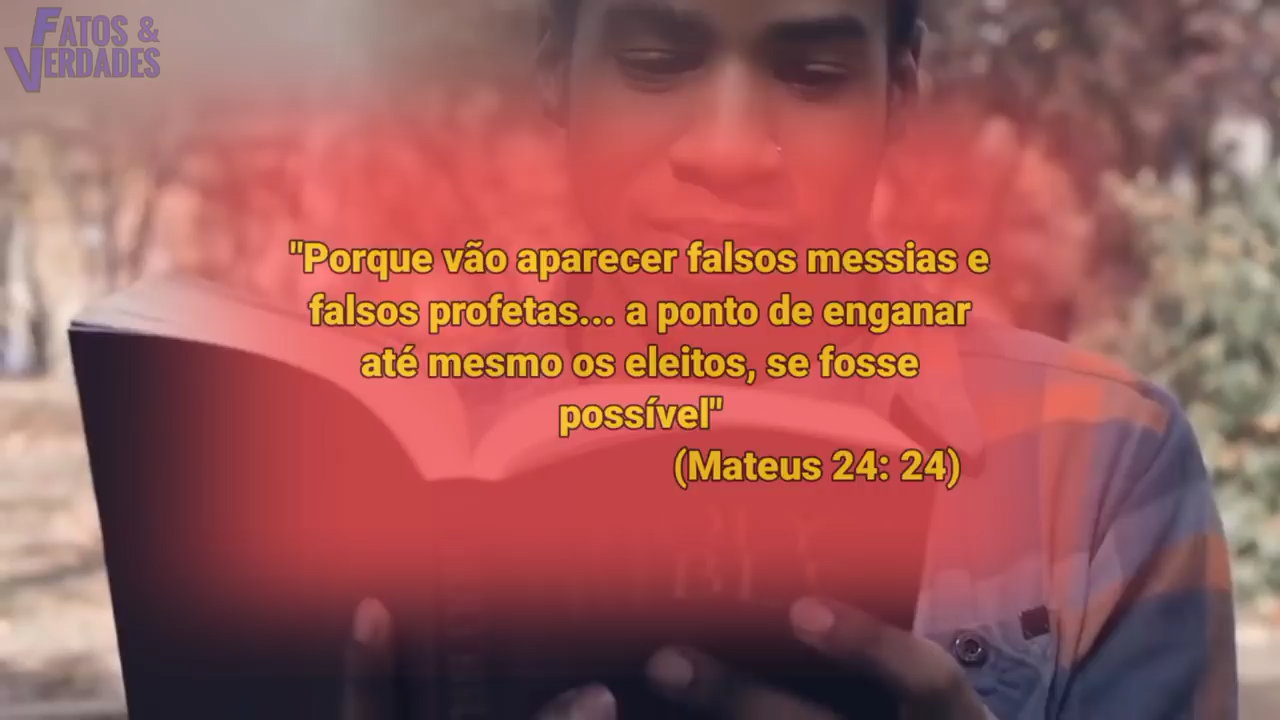 FATOS &
VERDADES
"Porque vão aparecer falsos messias e
falsos profetas... a ponto de enganar
até mesmo os eleitos, se fosse
possível"
(Mateus 24: 24)